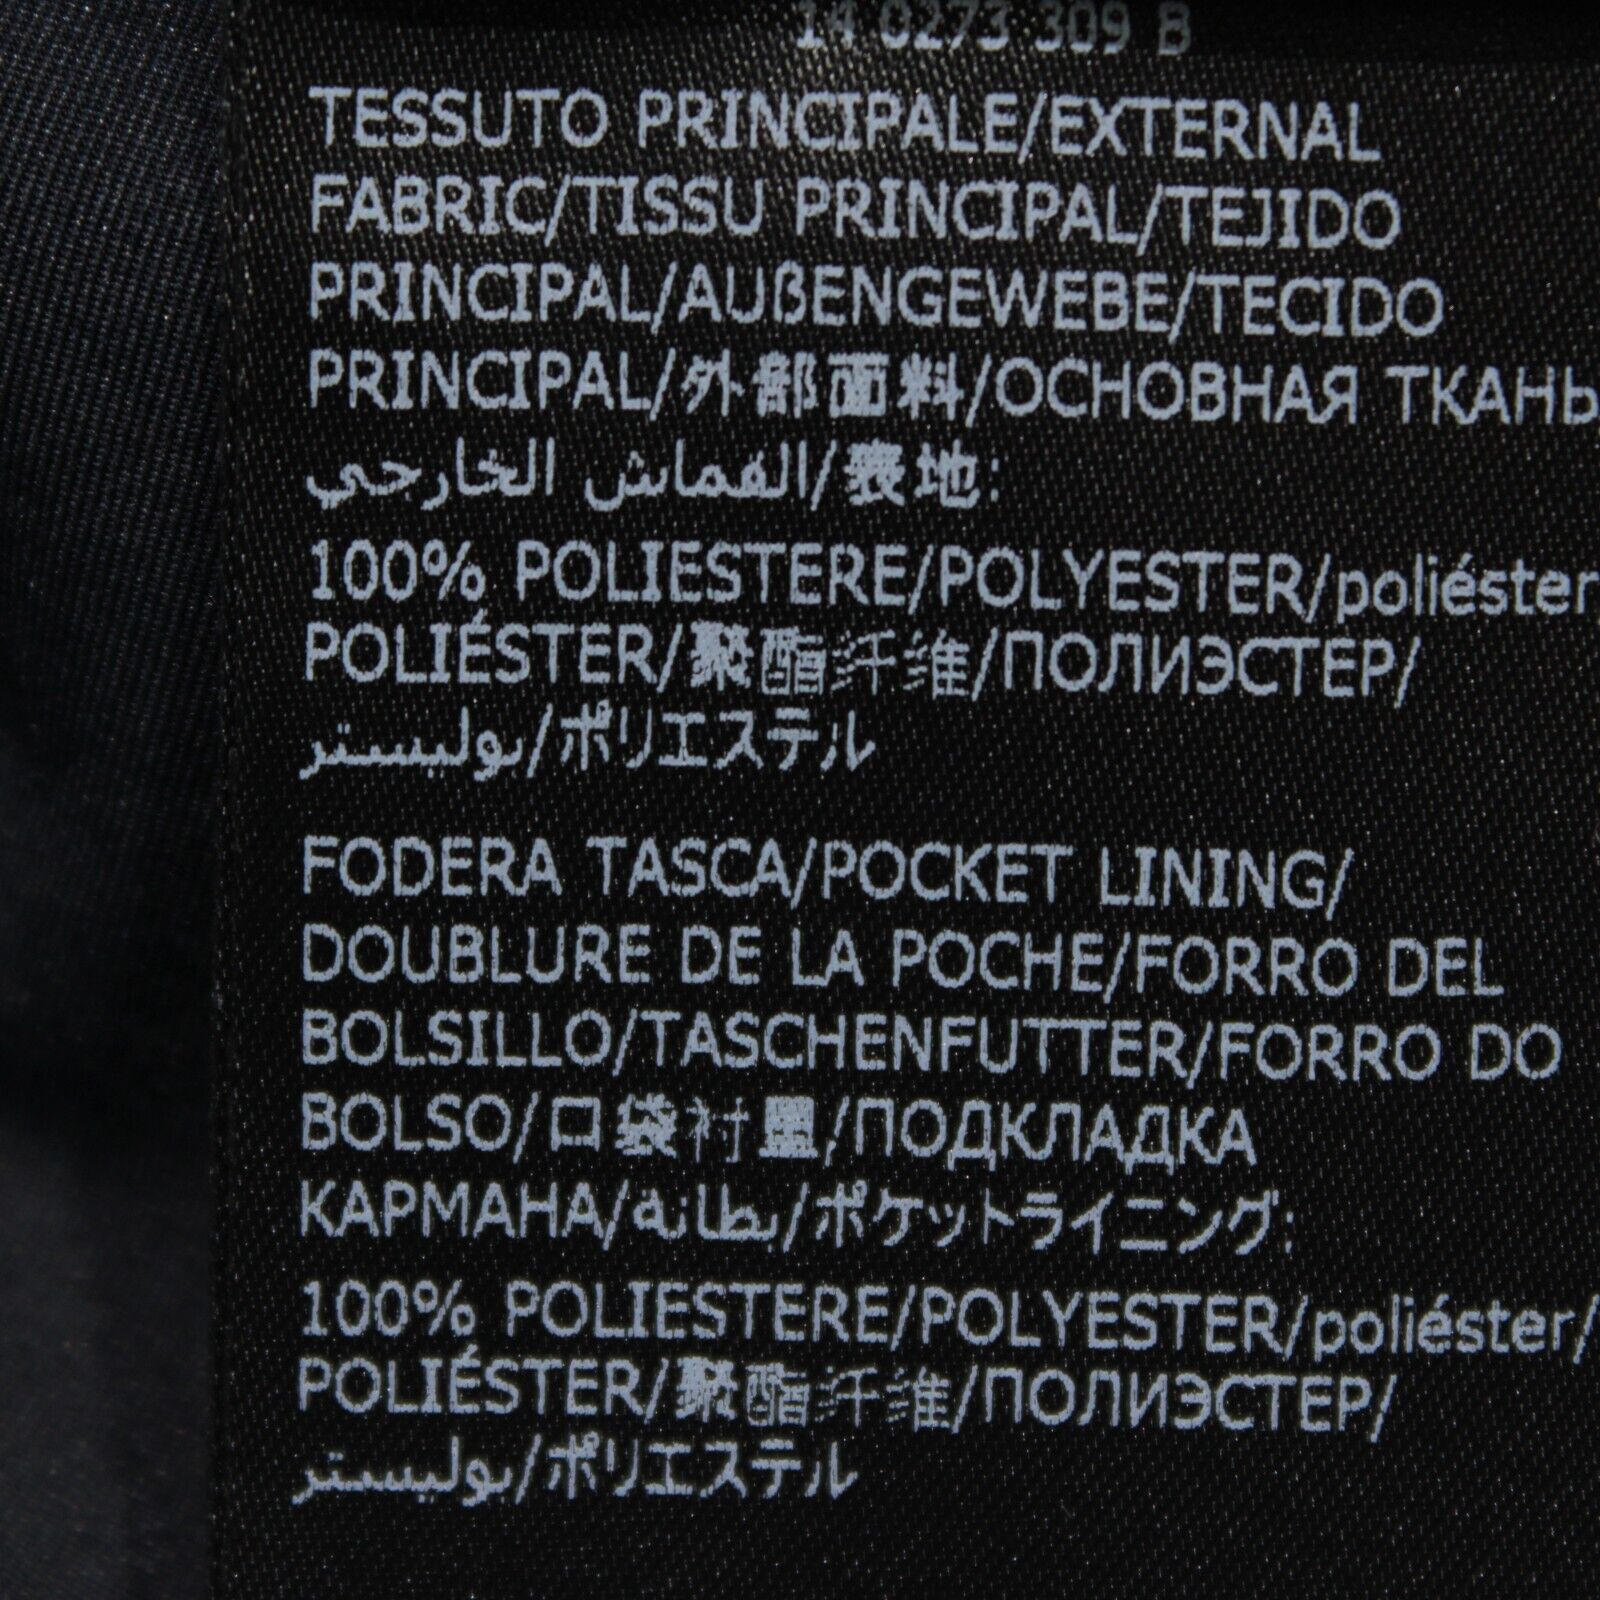 14 0273 309 B
TESSUTO PRINCIPALE/EXTERNAL
FABRIC/TISSU PRINCIPAL/TEJIDO
PRINCIPAL/AUßENGEWEBE/TECIDO
PRINCIPAL/外部面料/ОСНОВНАЯ ТКАНЬ
القماش الخارجي/表地:
100% POLIESTERE/POLYESTER/poliéster
POLIÉSTER/聚酯纤维/ПОЛИЭСТЕР/
بوليستر/ポリエステル
FODERA TASCA/POCKET LINING/
DOUBLURE DE LA POCHE/FORRO DEL
BOLSILLO/TASCHENFUTTER/FORRO DO
BOLSO/口袋衬里/ПОДКЛАДКА
КАРМАНА/بطانة/ポケットライニング:
100% POLIESTERE/POLYESTER/poliéster/
POLIÉSTER/聚酯纤维/ПОЛИЭСТЕР/
بوليستر/ポリエステル